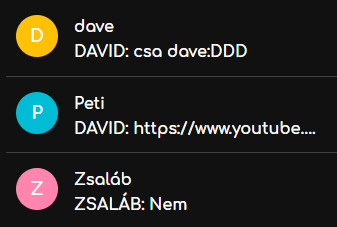 D
dave
DAVID: csa dave:DDD
P
Peti
DAVID: https://www.youtube....
Z
Zsaláb
ZSALÁB: Nem